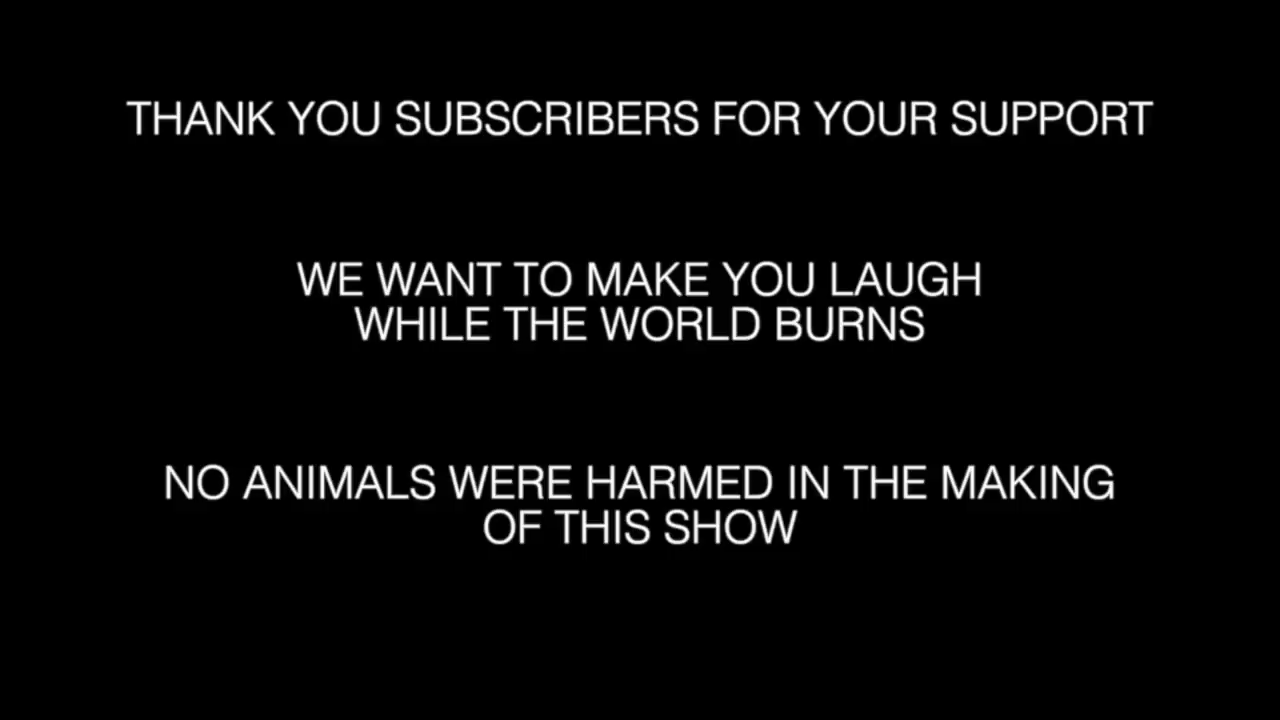 THANK YOU SUBSCRIBERS FOR YOUR SUPPORT
WE WANT TO MAKE YOU LAUGH
WHILE THE WORLD BURNS
NO ANIMALS WERE HARMED IN THE MAKING
OF THIS SHOW